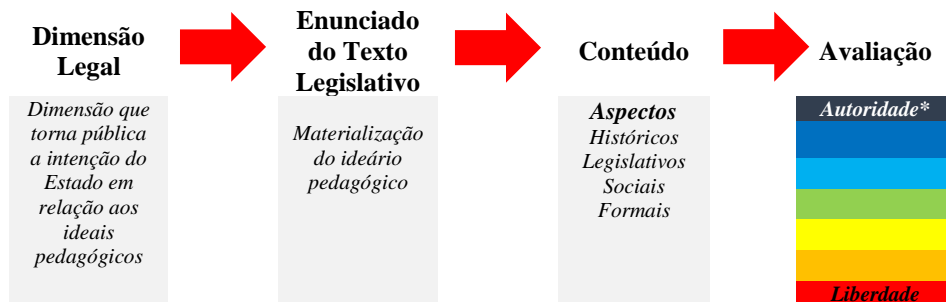 Dimensão
Legal
Dimensão que
torna pública
a intenção do
Estado em
relação aos
ideais
pedagógicos
Enunciado
do Texto
Legislativo
Materialização
do ideário
pedagógico
Conteúdo
Aspectos
Históricos
Legislativos
Sociais
Formais
Avaliação
Autoridade*
Liberdade